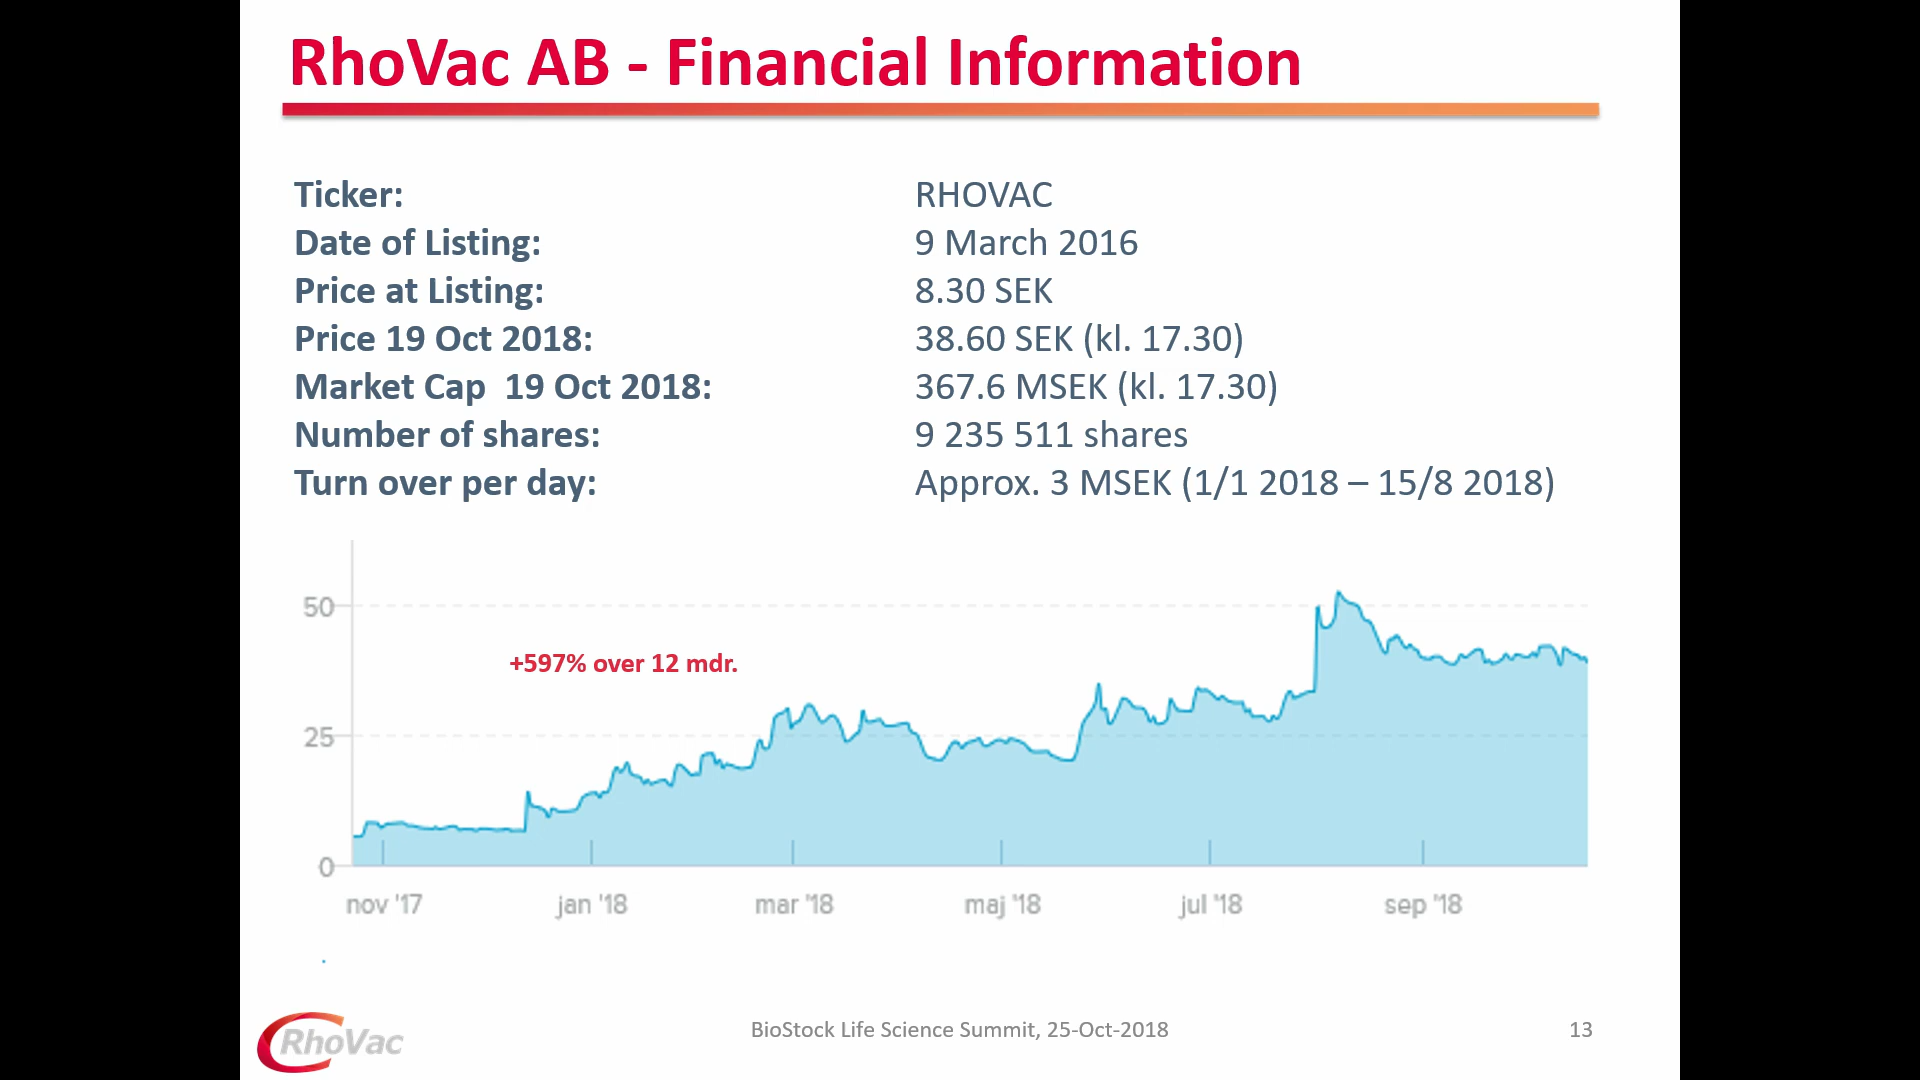 RhoVac AB - Financial Information
Ticker: RHOVAC
Date of Listing: 9 March 2016
Price at Listing: 8.30 SEK
Price 19 Oct 2018: 38.60 SEK (kl. 17.30)
Market Cap  19 Oct 2018: 367.6 MSEK (kl. 17.30)
Number of shares: 9 235 511 shares
Turn over per day: Approx. 3 MSEK (1/1 2018 – 15/8 2018)
50
+597% over 12 mdr.
25
0
nov '17 jan '18 mar '18 maj '18 jul '18 sep '18
RhoVac
BioStock Life Science Summit, 25-Oct-2018
13